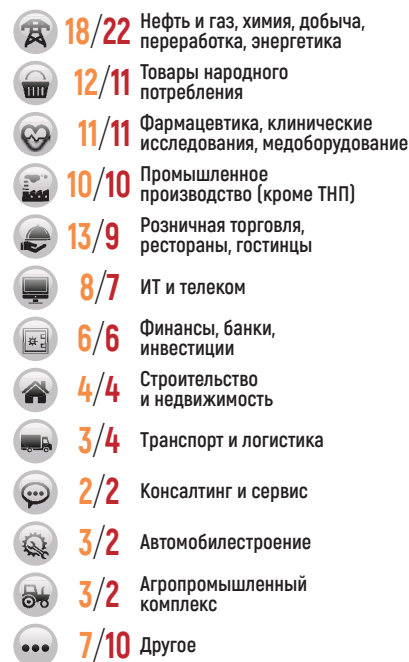 18/22 Нефть и газ, химия, добыча,
переработка, энергетика
12/11 Товары народного
потребления
11/11 Фармацевтика, клинические
исследования, медоборудование
10/10 Промышленное
производство (кроме ТНП)
13/9 Розничная торговля,
рестораны, гостинцы
8/7 ИТ и телеком
6/6 Финансы, банки,
инвестиции
4/4 Строительство
и недвижимость
3/4 Транспорт и логистика
2/2 Консалтинг и сервис
3/2 Автомобилестроение
3/2 Агропромышленный
комплекс
7/10 Другое